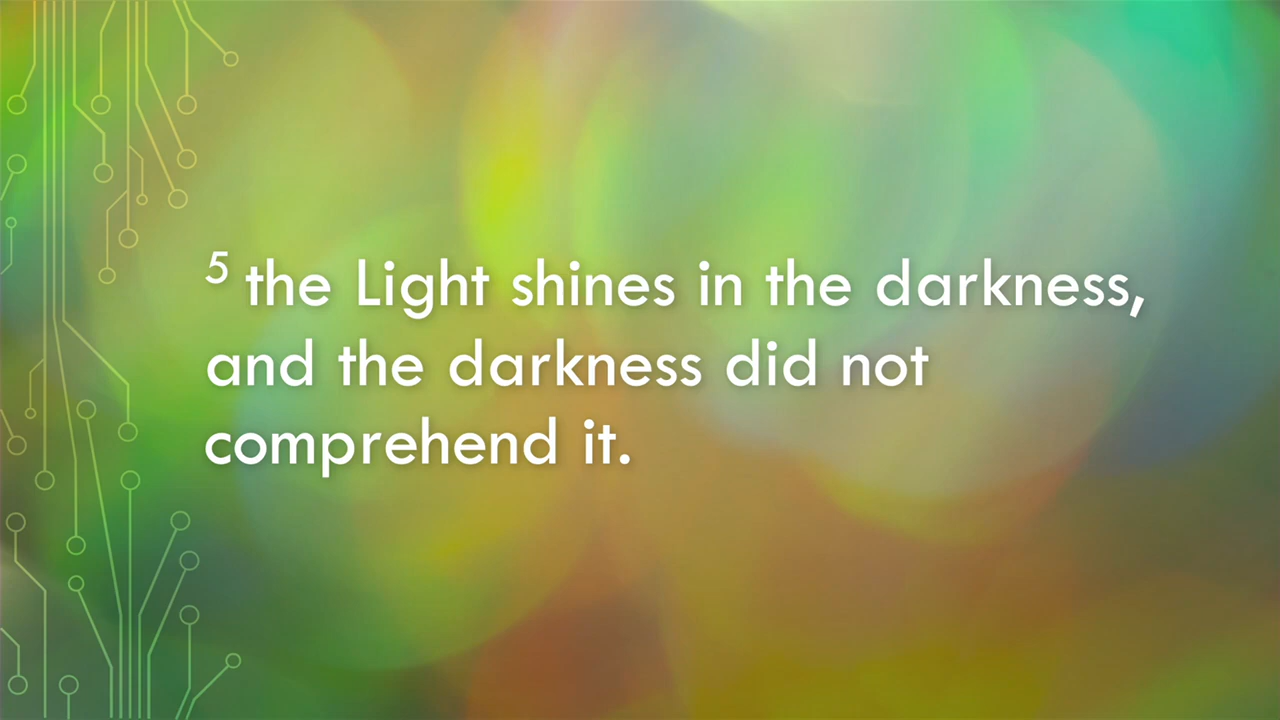 5 the Light shines in the darkness,
and the darkness did not
comprehend it.